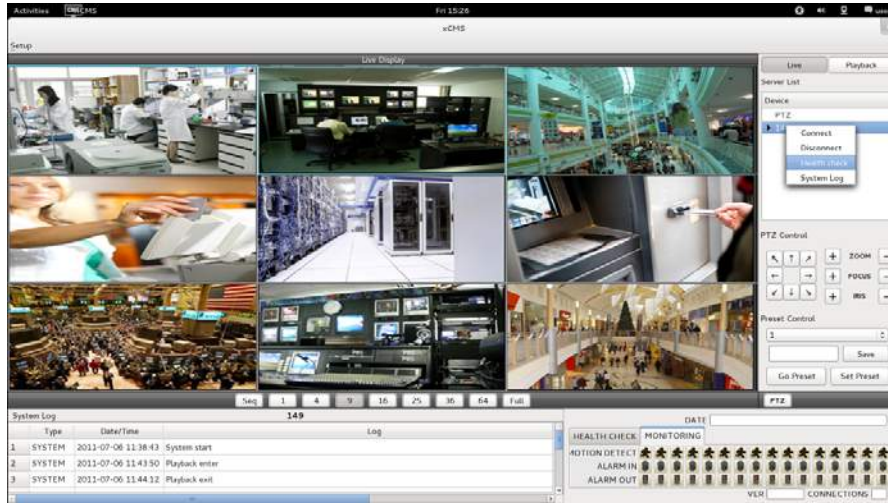 Activities CMS Fri 15:26
xCMS
Setup
Live Display
Live Playback
Server List
Device
PTZ
Connect
Disconnect
Health check
System Log
PTZ Control
+ ZOOM −
+ FOCUS −
+ IRIS −
Preset Control
1
Save
Go Preset Set Preset
Seq 1 4 9 16 25 36 64 Full
PTZ
System Log 149
Type Date/Time Log
1 SYSTEM 2011-07-06 11:38:43 System start
2 SYSTEM 2011-07-06 11:43:50 Playback enter
3 SYSTEM 2011-07-06 11:44:12 Playback exit
DATE
HEALTH CHECK MONITORING
MOTION DETECT
ALARM IN
ALARM OUT
VER CONNECTIONS